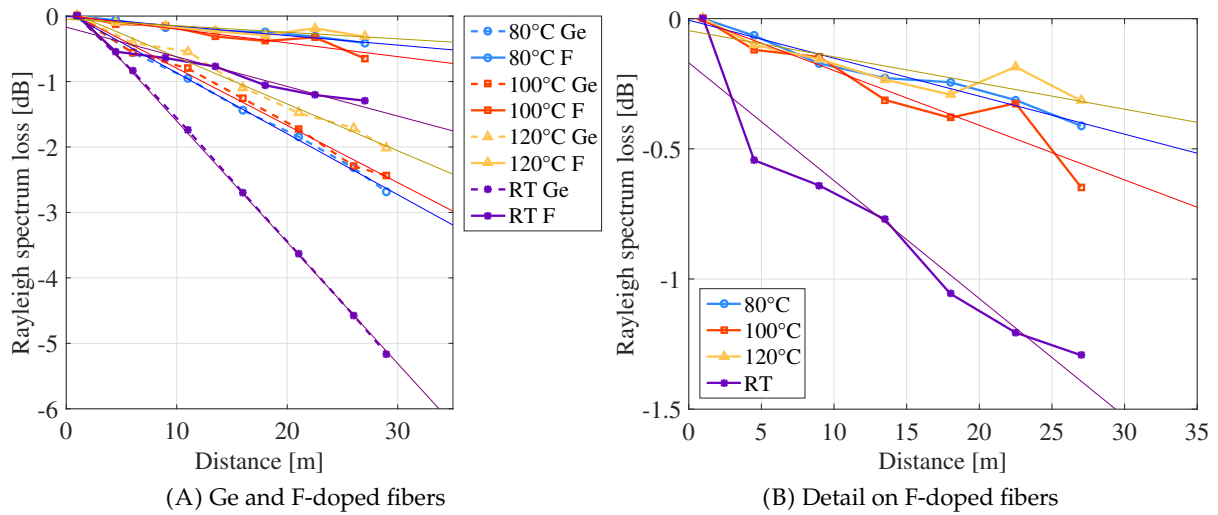 0
-1
-2
-3
-4
-5
-6
Rayleigh spectrum loss [dB]
0 10 20 30
Distance [m]
80°C Ge
80°C F
100°C Ge
100°C F
120°C Ge
120°C F
RT Ge
RT F
(A) Ge and F-doped fibers
0
-0.5
-1
-1.5
Rayleigh spectrum loss [dB]
80°C
100°C
120°C
RT
0 5 10 15 20 25 30 35
Distance [m]
(B) Detail on F-doped fibers